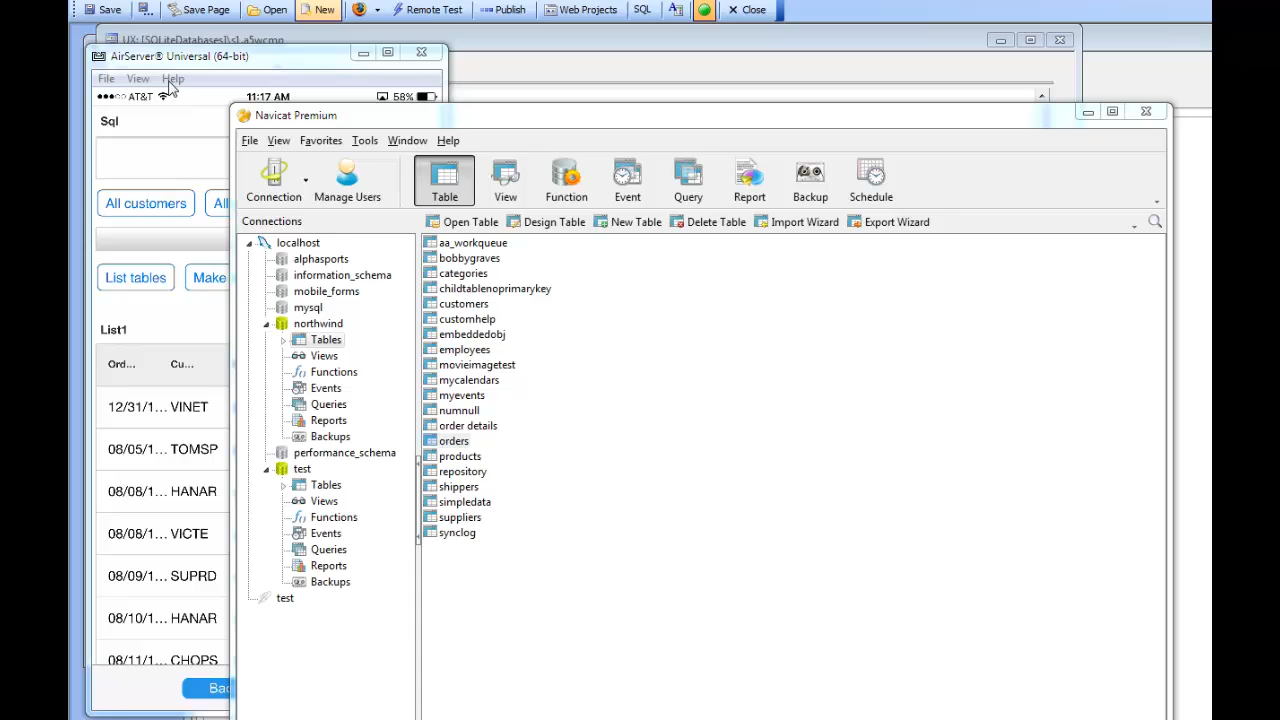 Save Save Page Open New Remote Test Publish Web Projects SQL Close
UX: [SQLiteDatabases]\s1.a5wcmp
AirServer® Universal (64-bit)
File View Help
AT&T 11:17 AM 58%
Sql
All customers All
List tables Make
List1
Ord... Cu...
12/31/1... VINET
08/05/1... TOMSP
08/08/1... HANAR
08/08/1... VICTE
08/09/1... SUPRD
08/10/1... HANAR
08/11/1... CHOPS
Bac
Navicat Premium
File View Favorites Tools Window Help
Connection Manage Users Table View Function Event Query Report Backup Schedule
Connections
Open Table Design Table New Table Delete Table Import Wizard Export Wizard
localhost
alphasports
information_schema
mobile_forms
mysql
northwind
Tables
Views
Functions
Events
Queries
Reports
Backups
performance_schema
test
Tables
Views
Functions
Events
Queries
Reports
Backups
test
aa_workqueue
bobbygraves
categories
childtablenoprimarykey
customers
customhelp
embeddedobj
employees
movieimagetest
mycalendars
myevents
numnull
order details
orders
products
repository
shippers
simpledata
suppliers
synclog